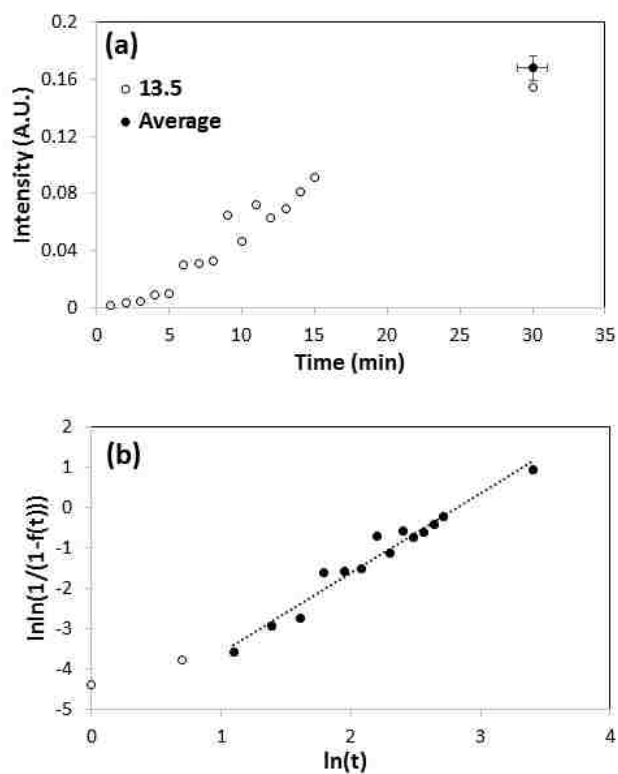 (a)
0.2
0.16
0.12
0.08
0.04
0
Intensity (A.U.)
13.5
Average
0 5 10 15 20 25 30 35
Time (min)
(b)
2
1
0
-1
-2
-3
-4
-5
lnln(1/(1-f(t)))
0 1 2 3 4
ln(t)